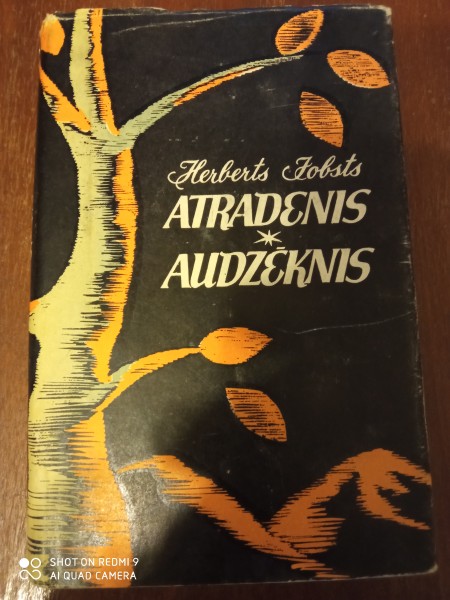 Herberts Jobsts
ATRADENIS
AUDZĒKNIS
SHOT ON REDMI 9
AI QUAD CAMERA